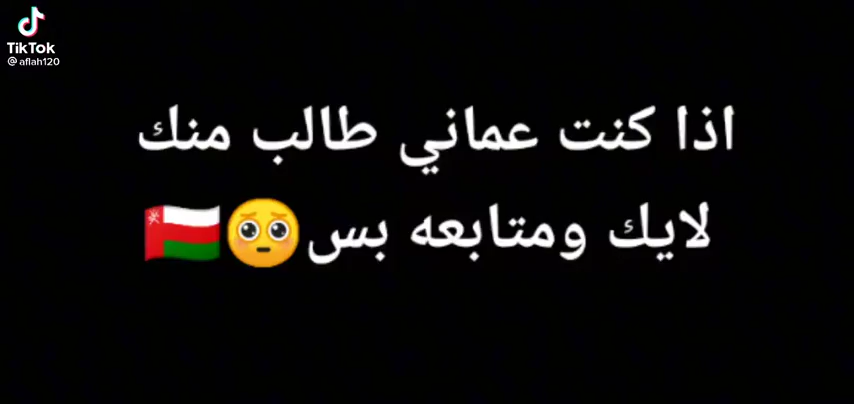 TikTok
@aflah120
اذا كنت عماني طالب منك
لايك ومتابعه بس🥺🇴🇲